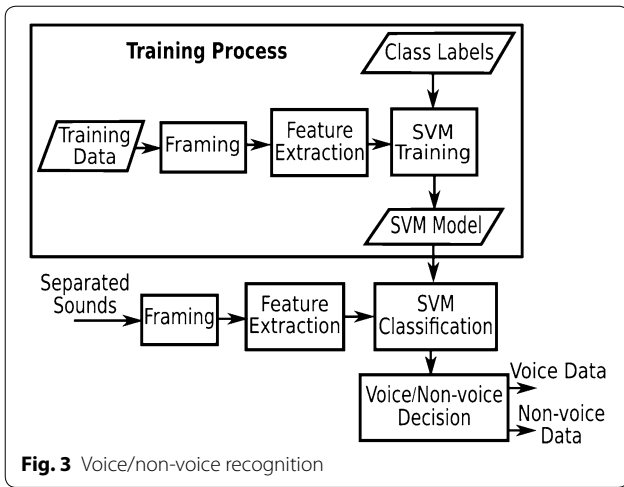 Training Process
Class Labels
Training
Data
Framing
Feature
Extraction
SVM
Training
SVM Model
Separated
Sounds
Framing
Feature
Extraction
SVM
Classification
Voice/Non-voice
Decision
Voice Data
Non-voice
Data
Fig. 3 Voice/non-voice recognition